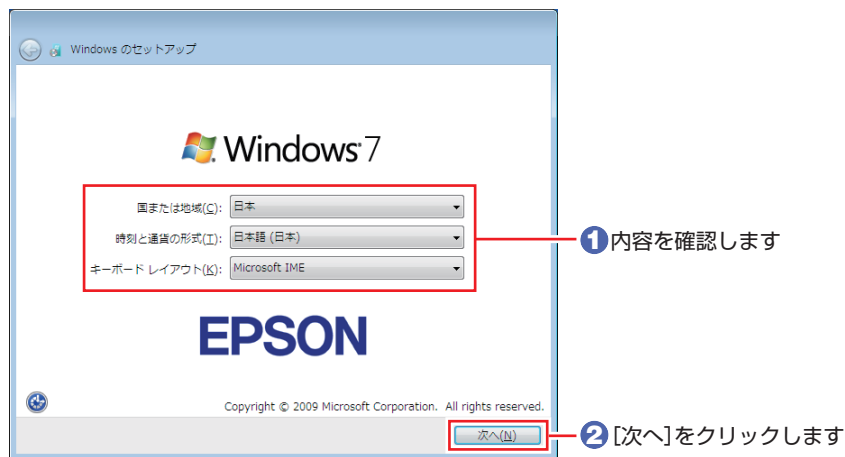 Windows のセットアップ
Windows 7
国または地域(C): 日本
時刻と通貨の形式(T): 日本語 (日本)
キーボード レイアウト(K): Microsoft IME
❶内容を確認します
EPSON
Copyright © 2009 Microsoft Corporation. All rights reserved.
次へ(N)
❷[次へ]をクリックします